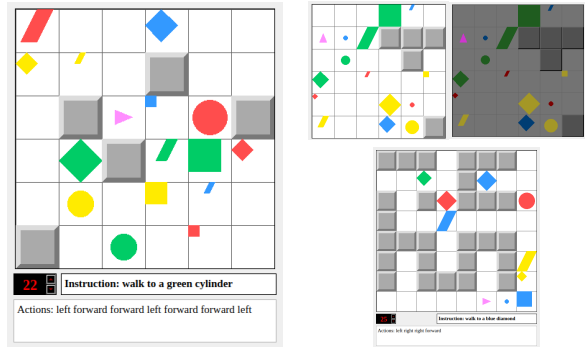 22
Instruction: walk to a green cylinder
Actions: left forward forward left forward forward left
25
Instruction: walk to a blue diamond
Actions: left right right forward